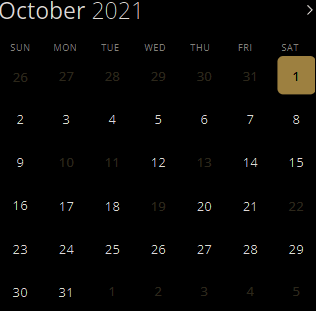 October 2021 >
SUN MON TUE WED THU FRI SAT
26 27 28 29 30 31 1
2 3 4 5 6 7 8
9 10 11 12 13 14 15
16 17 18 19 20 21 22
23 24 25 26 27 28 29
30 31 1 2 3 4 5